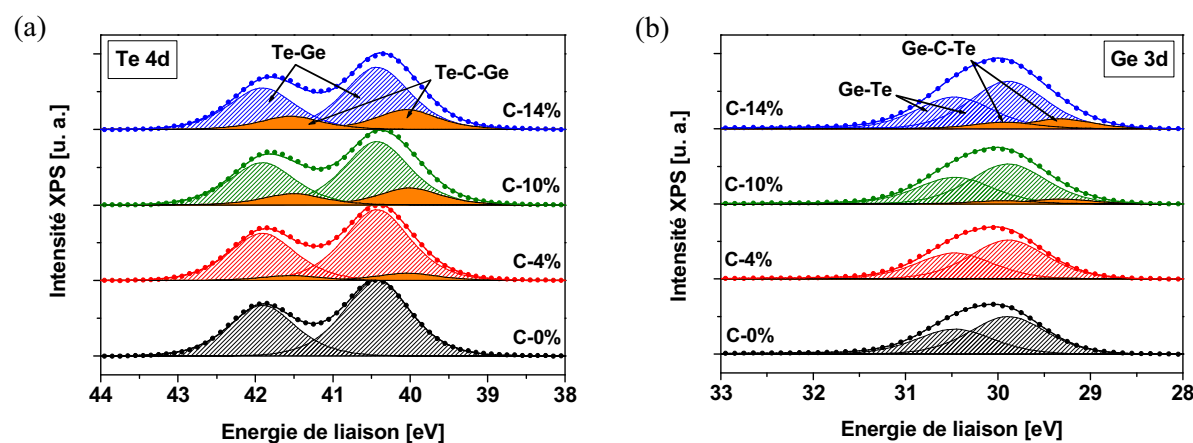 (a)
Te 4d
Te-Ge
Te-C-Ge
C-14%
C-10%
C-4%
C-0%
Intensité XPS [u. a.]
44 43 42 41 40 39 38
Energie de liaison [eV]
(b)
Ge 3d
Ge-C-Te
Ge-Te
C-14%
C-10%
C-4%
C-0%
Intensité XPS [u. a.]
33 32 31 30 29 28
Energie de liaison [eV]